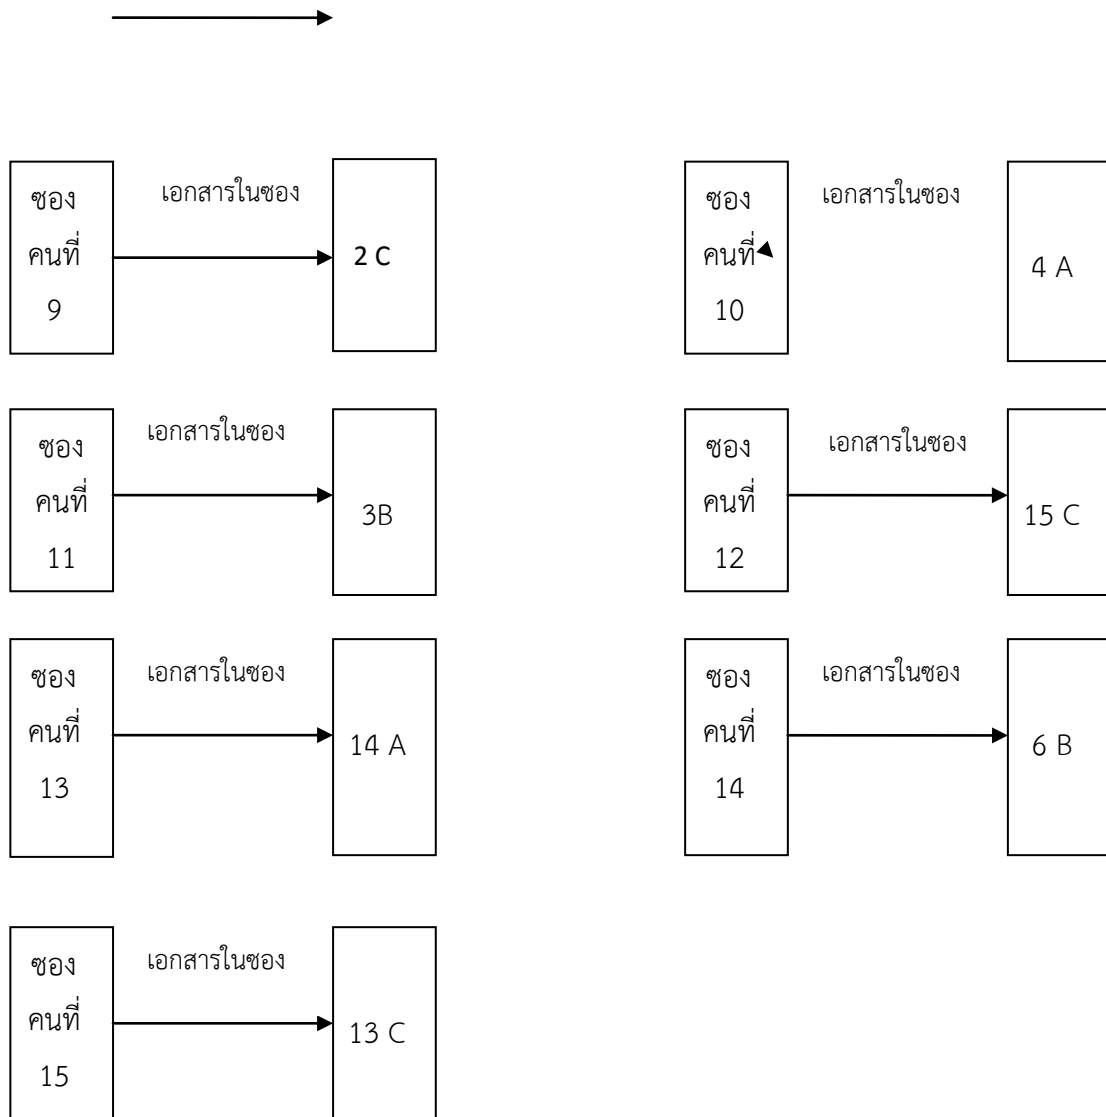 ซอง
คนที่
9
เอกสารในซอง
2 C
ซอง
คนที่
10
เอกสารในซอง
4 A
ซอง
คนที่
11
เอกสารในซอง
3B
ซอง
คนที่
12
เอกสารในซอง
15 C
ซอง
คนที่
13
เอกสารในซอง
14 A
ซอง
คนที่
14
เอกสารในซอง
6 B
ซอง
คนที่
15
เอกสารในซอง
13 C